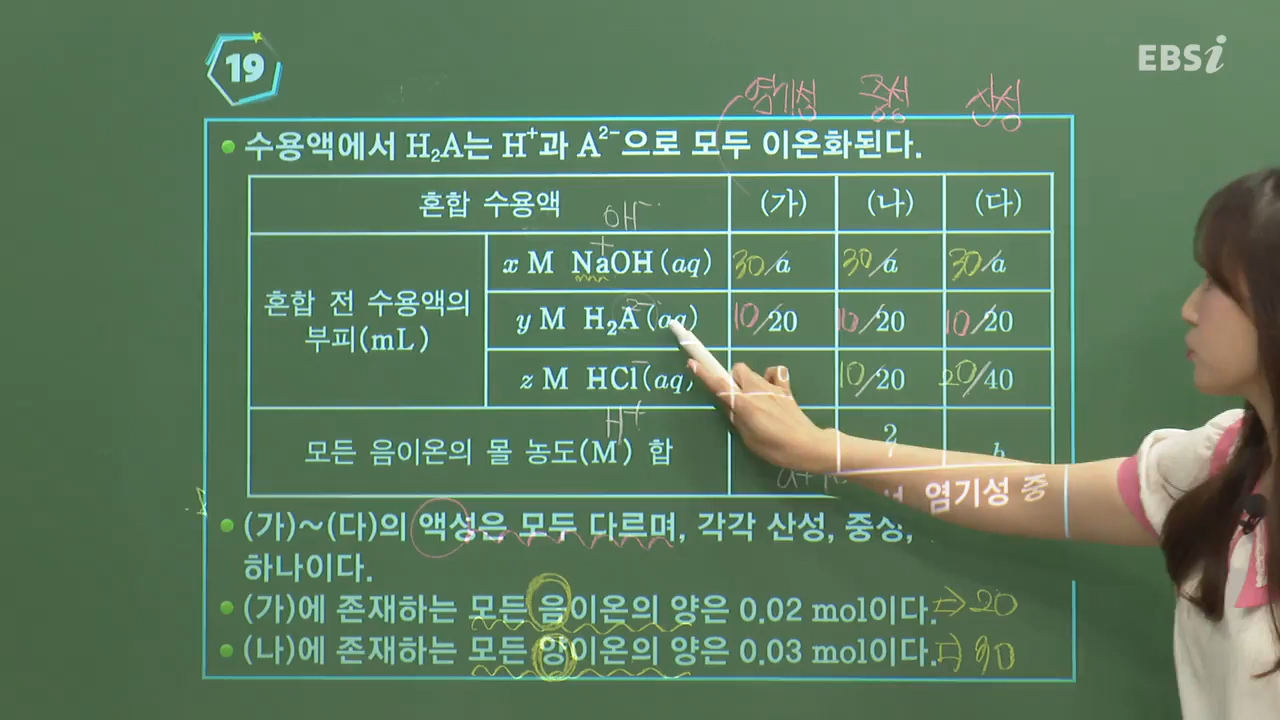 19
EBSi
염기성 중성 산성
수용액에서 H₂A는 H⁺과 A²⁻으로 모두 이온화된다.
혼합 수용액 (가) (나) (다)
OH⁻
혼합 전 수용액의 부피(mL)
x M NaOH(aq) 30/a 30/a 30/a
y M H₂A(aq) 10/20 10/20 10/20
z M HCl(aq) 0 10/20 20/40
H⁺
모든 음이온의 몰 농도(M) 합
염기성 중
(가)~(다)의 액성은 모두 다르며, 각각 산성, 중성,
하나이다.
(가)에 존재하는 모든 음이온의 양은 0.02 mol이다. ⇒ 20
(나)에 존재하는 모든 양이온의 양은 0.03 mol이다. ⇒ 30